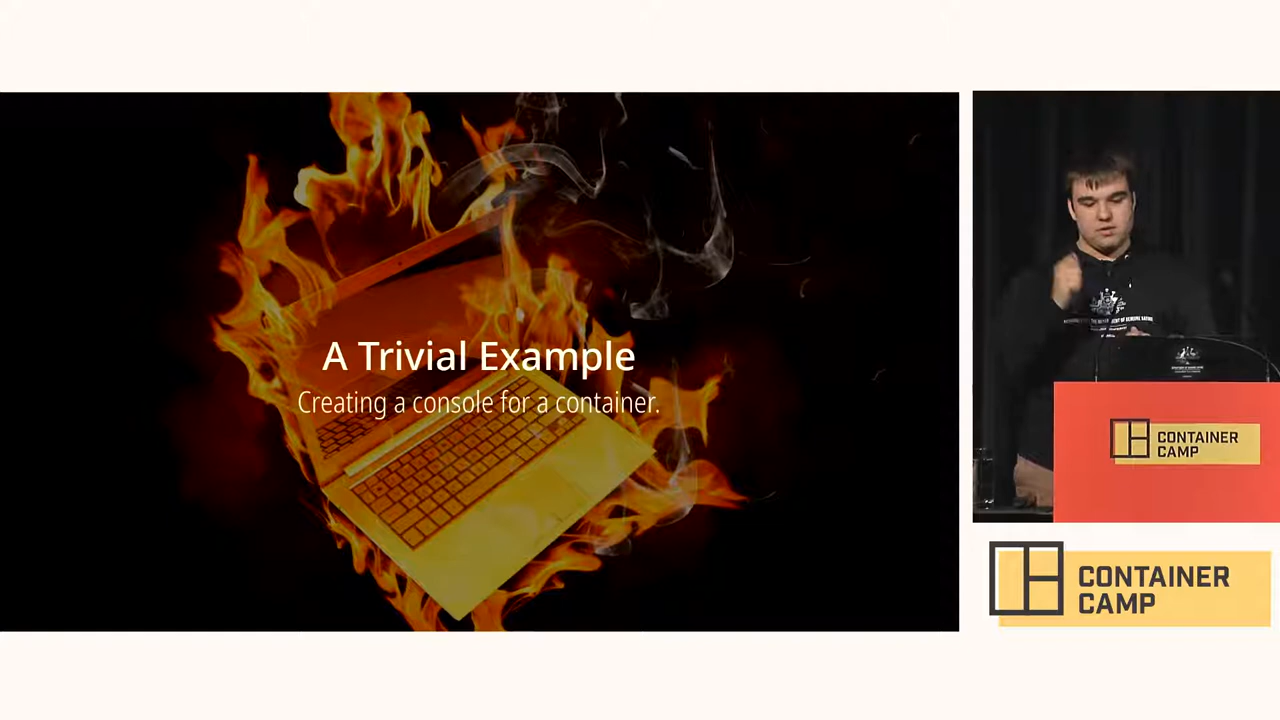 A Trivial Example
Creating a console for a container.
CONTAINER
CAMP
CONTAINER
CAMP